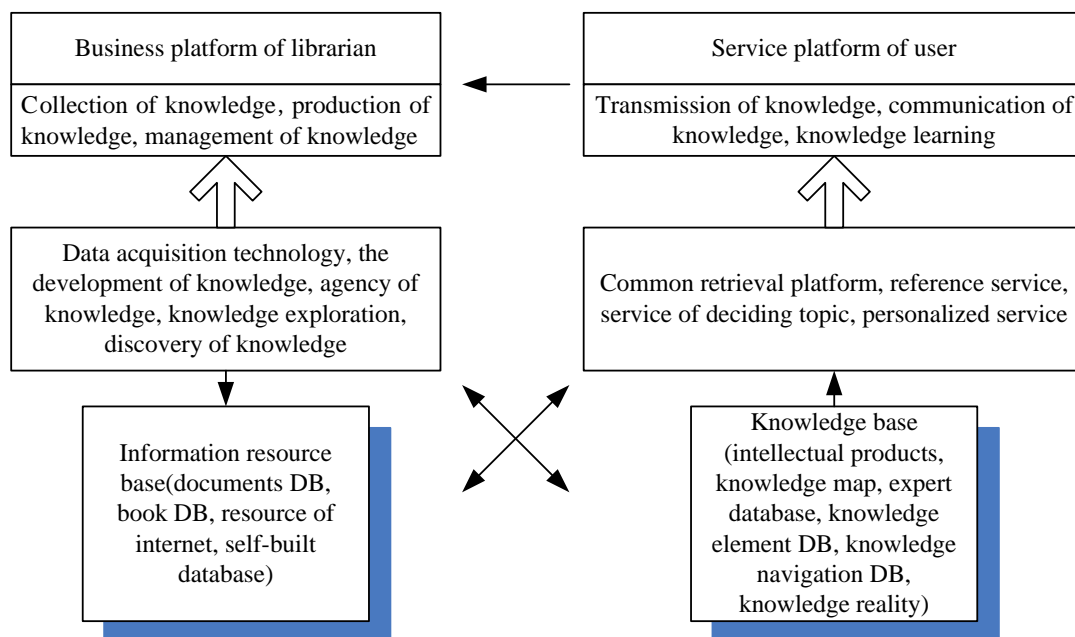 Business platform of librarian
Collection of knowledge, production of
knowledge, management of knowledge
Service platform of user
Transmission of knowledge, communication of
knowledge, knowledge learning
Data acquisition technology, the
development of knowledge, agency of
knowledge, knowledge exploration,
discovery of knowledge
Common retrieval platform, reference service,
service of deciding topic, personalized service
Information resource
base(documents DB,
book DB, resource of
internet, self-built
database)
Knowledge base
(intellectual products,
knowledge map, expert
database, knowledge
element DB, knowledge
navigation DB,
knowledge reality)